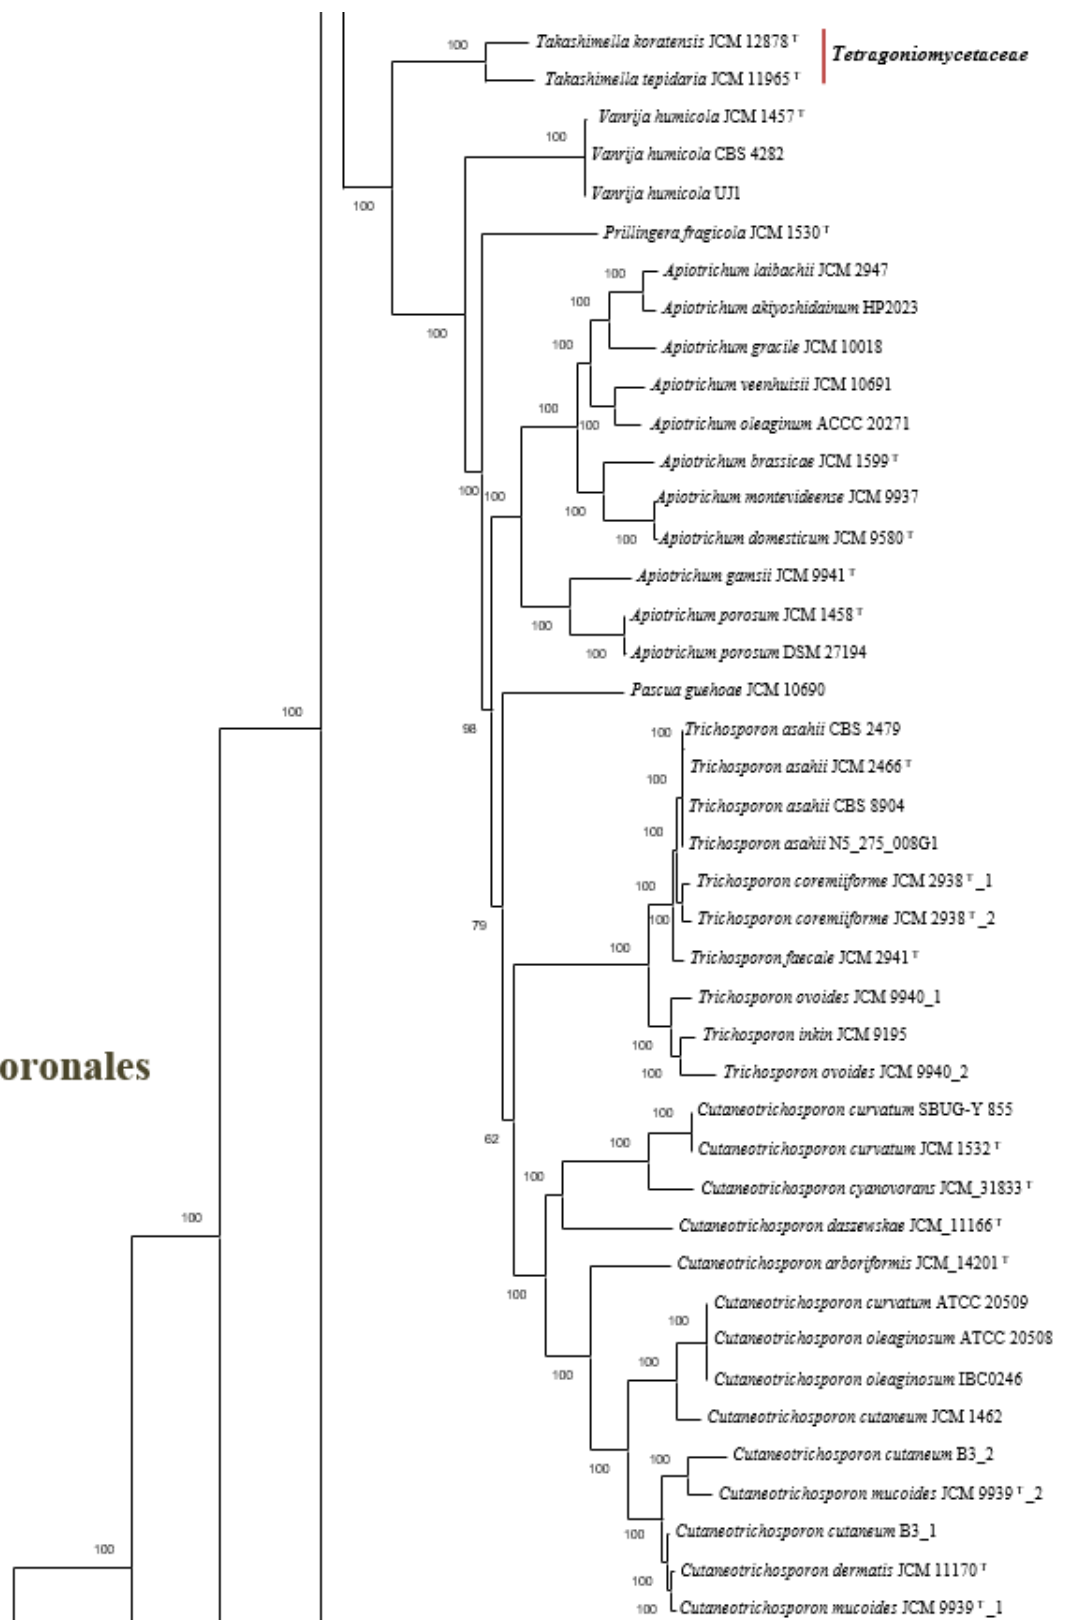 100
Takashimella koratensis JCM 12878 T
Tetragoniomycetaceae
Takashimella tepidaria JCM 11965 T
Vanrija humicola JCM 1457 T
100
Vanrija humicola CBS 4282
Vanrija humicola UJ1
100
Prillingera fragicola JCM 1530 T
100
Apiotrichum laibachii JCM 2947
100
Apiotrichum akiyoshidainum HP2023
100
100
Apiotrichum gracile JCM 10018
Apiotrichum veenhuisii JCM 10691
100
100
Apiotrichum oleaginum ACCC 20271
Apiotrichum brassicae JCM 1599 T
100
100
Apiotrichum montevideense JCM 9937
100
100
Apiotrichum domesticum JCM 9580 T
Apiotrichum gamsii JCM 9941 T
Apiotrichum porosum JCM 1458 T
100
100
Apiotrichum porosum DSM 27194
Pascua guehoae JCM 10690
100
98
100
Trichosporon asahii CBS 2479
Trichosporon asahii JCM 2466 T
100
Trichosporon asahii CBS 8904
100
Trichosporon asahii N5_275_008G1
100
Trichosporon coremiiforme JCM 2938 T_1
79
100
Trichosporon coremiiforme JCM 2938 T_2
100
Trichosporon faecale JCM 2941 T
Trichosporon ovoides JCM 9940_1
Trichosporon inkin JCM 9195
100
oronales
100
Trichosporon ovoides JCM 9940_2
100
Cutaneotrichosporon curvatum SBUG-Y 855
62
100
Cutaneotrichosporon curvatum JCM 1532 T
100
Cutaneotrichosporon cyanovorans JCM_31833 T
100
Cutaneotrichosporon daszewskae JCM_11166 T
Cutaneotrichosporon arboriformis JCM_14201 T
100
Cutaneotrichosporon curvatum ATCC 20509
100
Cutaneotrichosporon oleaginosum ATCC 20508
100
100
Cutaneotrichosporon oleaginosum IBC0246
Cutaneotrichosporon cutaneum JCM 1462
100
Cutaneotrichosporon cutaneum B3_2
100
Cutaneotrichosporon mucoides JCM 9939 T_2
100
Cutaneotrichosporon cutaneum B3_1
100
Cutaneotrichosporon dermatis JCM 11170 T
100
100
Cutaneotrichosporon mucoides JCM 9939 T_1